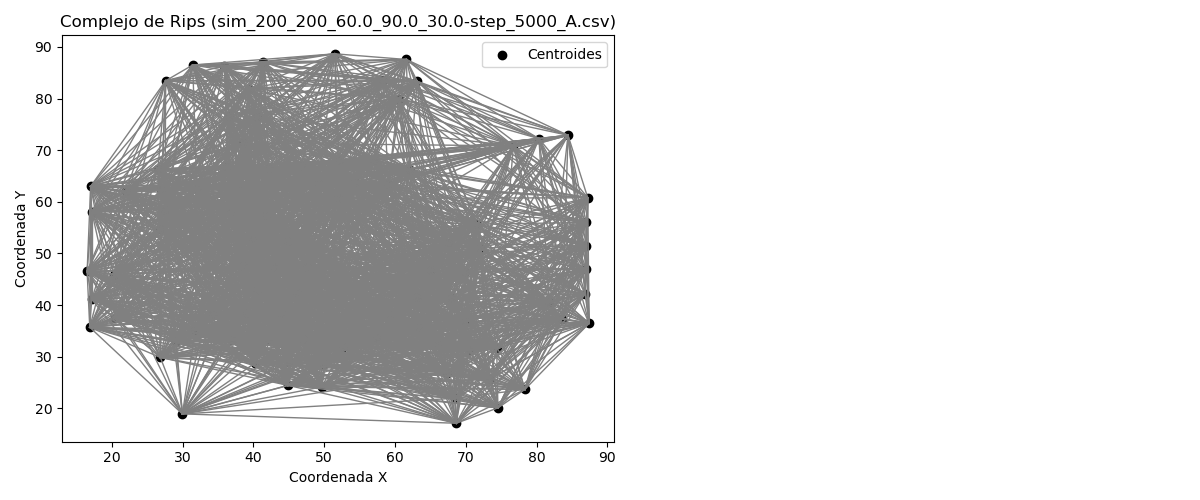 Complejo de Rips (sim_200_200_60.0_90.0_30.0-step_5000_A.csv)
Centroides
90
80
70
60
50
40
30
20
Coordenada Y
20 30 40 50 60 70 80 90
Coordenada X